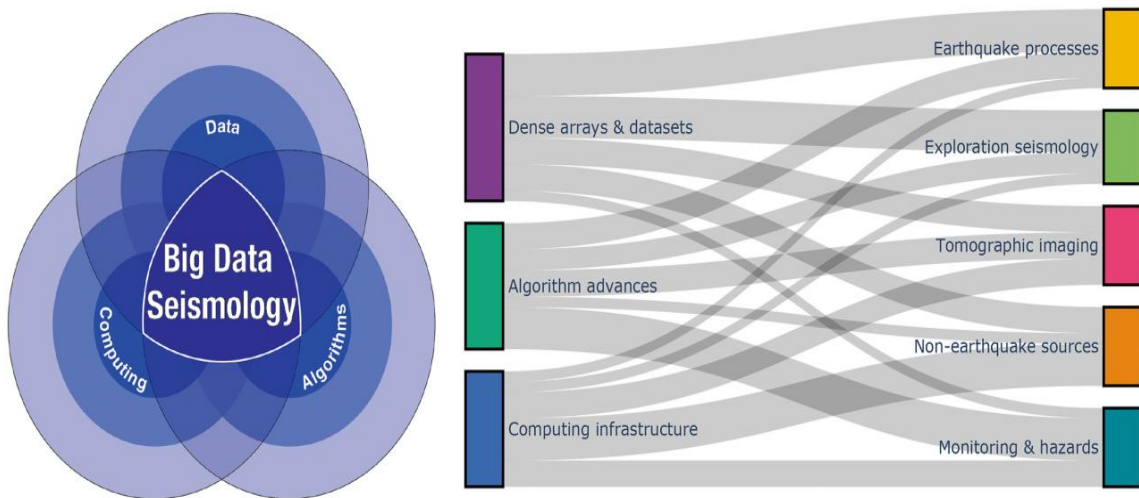 Data
Big Data
Seismology
Computing
Algorithms
Dense arrays & datasets
Algorithm advances
Computing infrastructure
Earthquake processes
Exploration seismology
Tomographic imaging
Non-earthquake sources
Monitoring & hazards